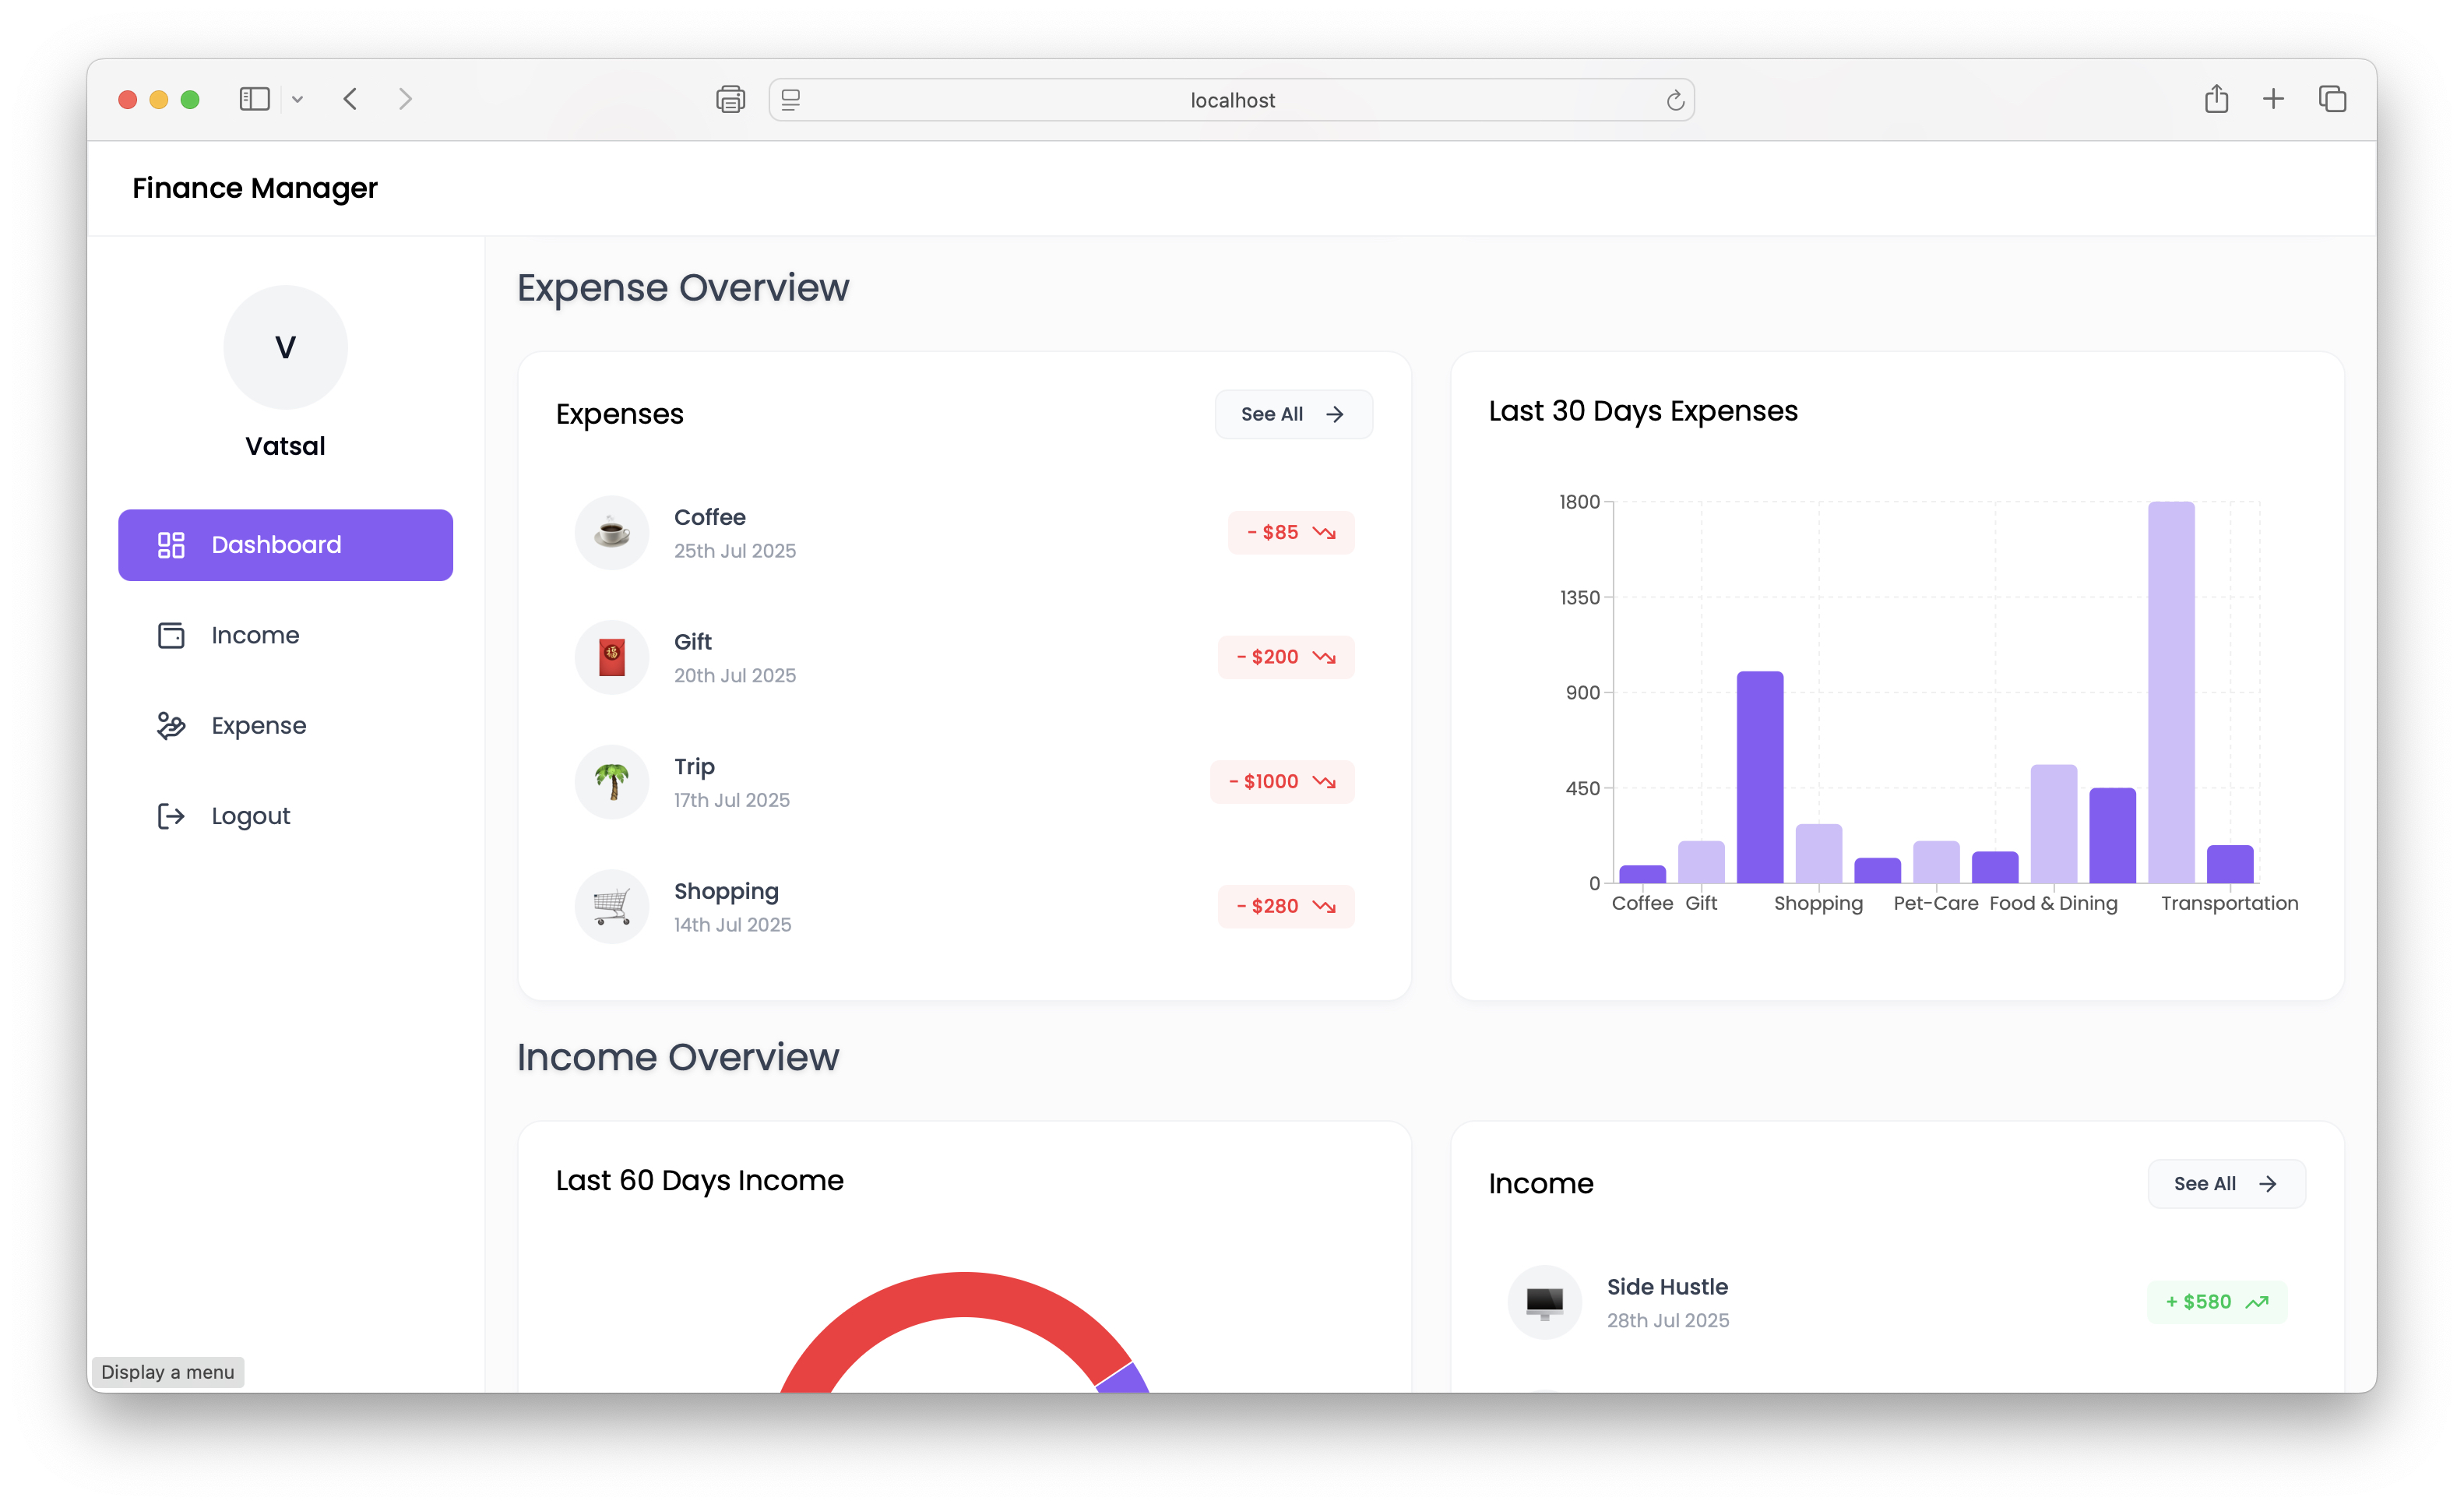 localhost
Finance Manager
V
Vatsal
Dashboard
Income
Expense
Logout
Expense Overview
Expenses
See All
Coffee
25th Jul 2025
- $85
Gift
20th Jul 2025
- $200
福
Trip
17th Jul 2025
- $1000
Shopping
14th Jul 2025
- $280
Last 30 Days Expenses
1800
1350
900
450
0
Coffee Gift Shopping Pet-Care Food & Dining Transportation
Income Overview
Last 60 Days Income
Income
See All
Side Hustle
28th Jul 2025
+ $580
Display a menu